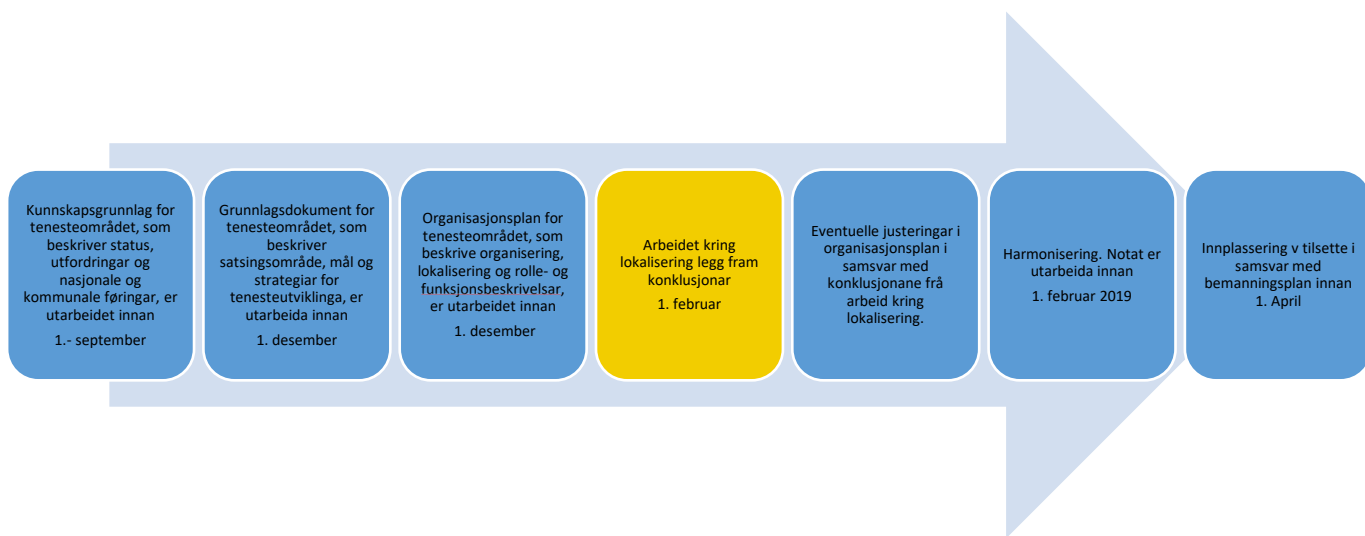 Kunnskapsgrunnlag for
tenesteområdet, som
beskriver status,
utfordringar og
nasjonale og
kommunale føringar, er
utarbeidet innan
1.- september
Grunnlagsdokument for
tenesteområdet, som
beskriver
satsingsområde, mål og
strategiar for
tenesteutviklinga, er
utarbeida innan
1. desember
Organisasjonsplan for
tenesteområdet, som
beskrive organisering,
lokalisering og rolle- og
funksjonsbeskrivelsar,
er utarbeidet innan
1. desember
Arbeidet kring
lokalisering legg fram
konklusjonar
1. februar
Eventuelle justeringar i
organisasjonsplan i
samsvar med
konklusjonane frå
arbeid kring
lokalisering.
Harmonisering. Notat er
utarbeida innan
1. februar 2019
Innplassering v tilsette i
samsvar med
bemanningsplan innan
1. April